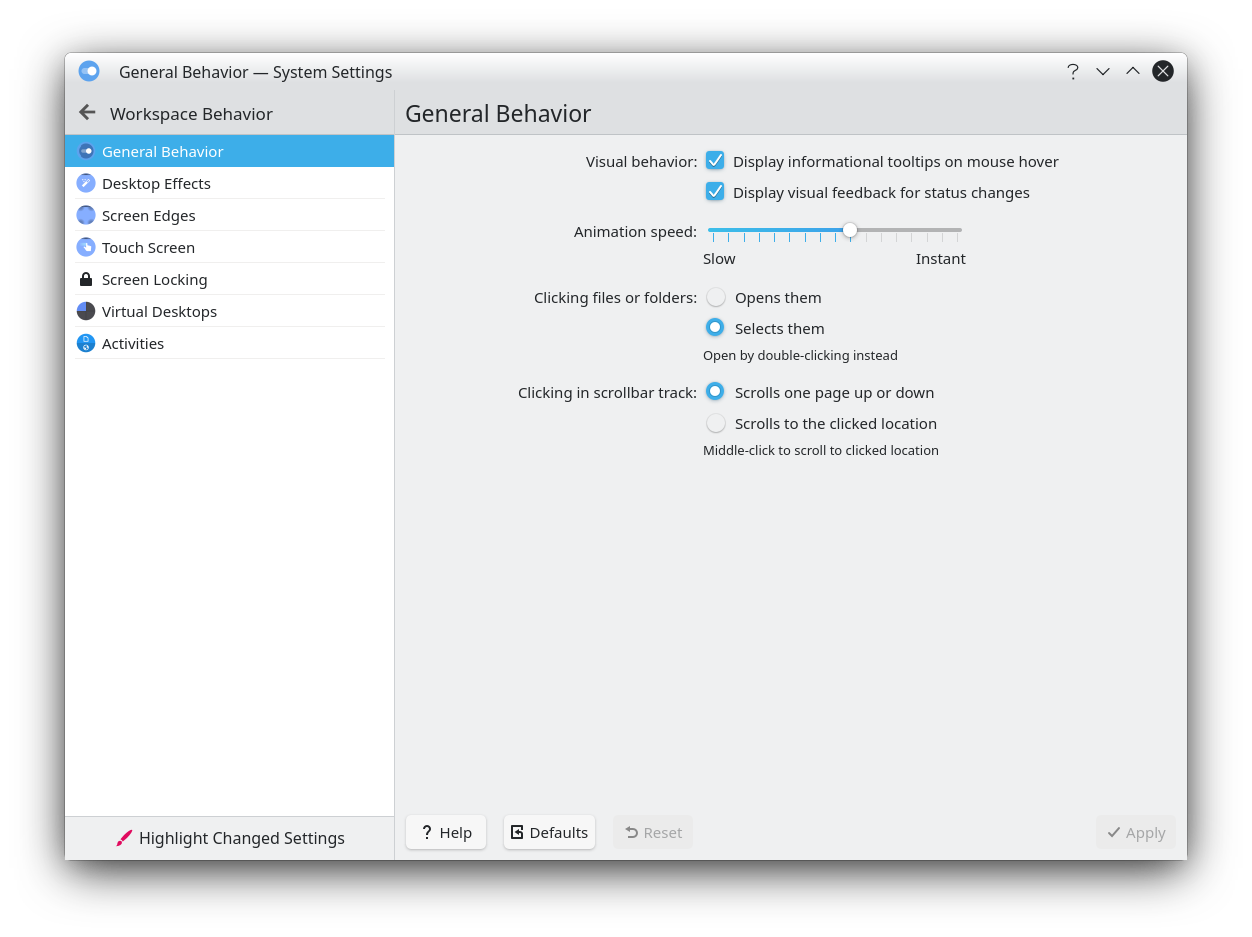 General Behavior — System Settings
Workspace Behavior
General Behavior
Desktop Effects
Screen Edges
Touch Screen
Screen Locking
Virtual Desktops
Activities
Highlight Changed Settings
General Behavior
Visual behavior: Display informational tooltips on mouse hover
Display visual feedback for status changes
Animation speed:
Slow Instant
Clicking files or folders: Opens them
Selects them
Open by double-clicking instead
Clicking in scrollbar track: Scrolls one page up or down
Scrolls to the clicked location
Middle-click to scroll to clicked location
? Help Defaults Reset Apply